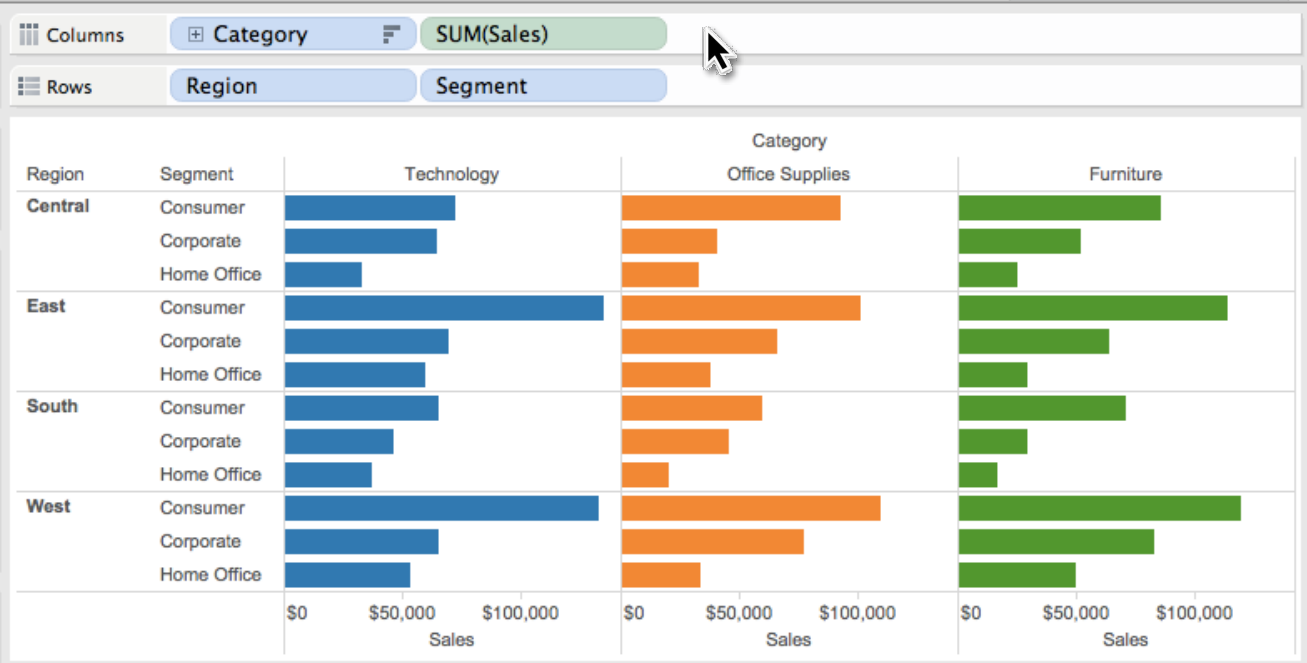 Columns Category SUM(Sales)
Rows Region Segment
Category
Region Segment Technology Office Supplies Furniture
Central Consumer
Corporate
Home Office
East Consumer
Corporate
Home Office
South Consumer
Corporate
Home Office
West Consumer
Corporate
Home Office
$0 $50,000 $100,000 $0 $50,000 $100,000 $0 $50,000 $100,000
Sales Sales Sales